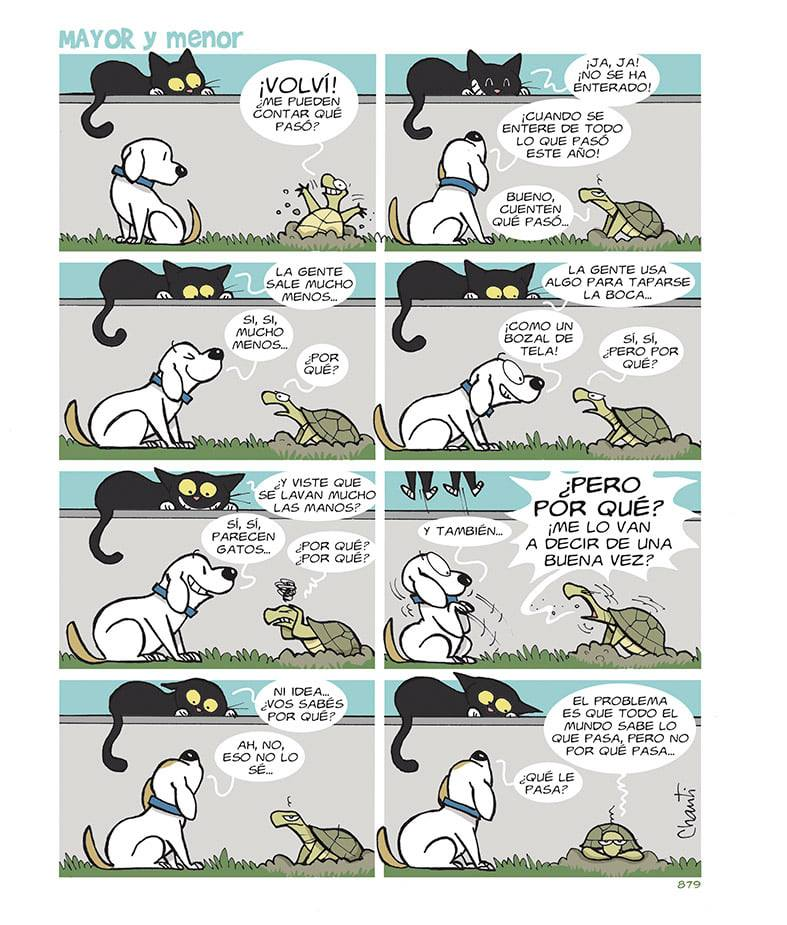 MAYOR y menor
¡VOLVÍ!
¿ME PUEDEN
CONTAR QUÉ
PASÓ?
¡JA, JA!
¡NO SE HA
ENTERADO!
¡CUANDO SE
ENTERE DE TODO
LO QUE PASÓ
ESTE AÑO!
BUENO,
CUENTEN
QUÉ PASÓ...
LA GENTE
SALE MUCHO
MENOS...
SI, SI,
MUCHO
MENOS...
¿POR
QUÉ?
LA GENTE USA
ALGO PARA TAPARSE
LA BOCA...
¡COMO UN
BOZAL DE
TELA!
SÍ, SÍ,
¿PERO POR
QUÉ?
¿Y VISTE QUE
SE LAVAN MUCHO
LAS MANOS?
SÍ, SÍ,
PARECEN
GATOS...
¿POR QUÉ?
¿POR QUÉ?
Y TAMBIÉN...
¿PERO
POR QUÉ?
¡ME LO VAN
A DECIR DE UNA
BUENA VEZ?
NI IDEA...
¿VOS SABÉS
POR QUÉ?
AH, NO,
ESO NO LO
SÉ...
EL PROBLEMA
ES QUE TODO EL
MUNDO SABE LO
QUE PASA, PERO NO
POR QUÉ PASA...
¿QUÉ LE
PASA?
Chanti
879